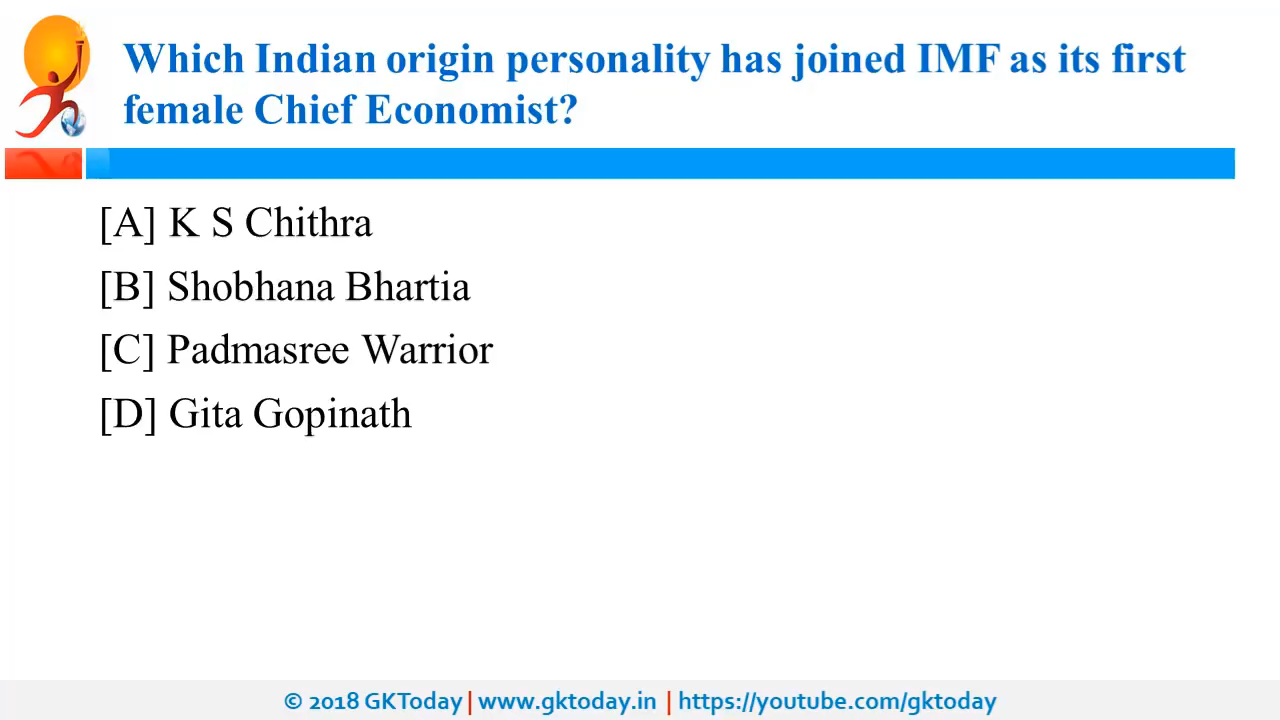 Which Indian origin personality has joined IMF as its first
female Chief Economist?
[A] K S Chithra
[B] Shobhana Bhartia
[C] Padmasree Warrior
[D] Gita Gopinath
© 2018 GKToday | www.gktoday.in | https://youtube.com/gktoday